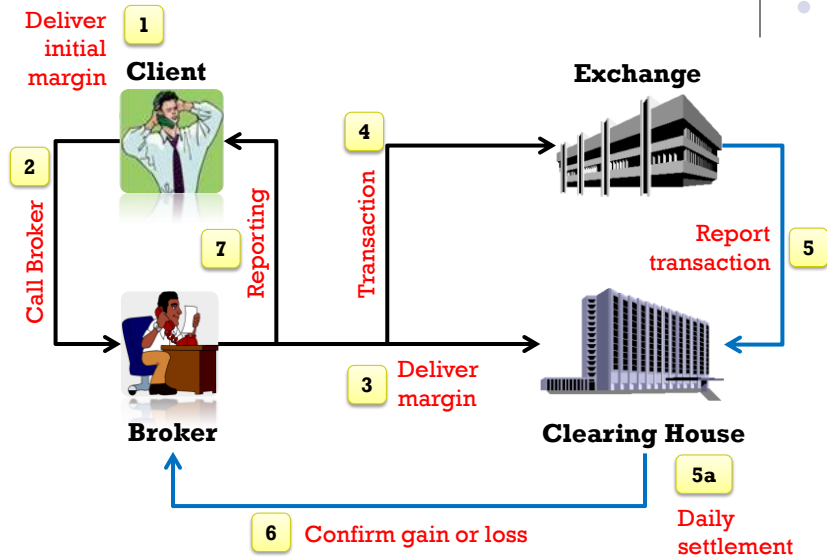 Deliver
initial
margin
1
Client
Exchange
2
Call Broker
7
Reporting
4
Transaction
Report
transaction
5
3
Deliver
margin
Broker
Clearing House
5a
Daily
settlement
6
Confirm gain or loss